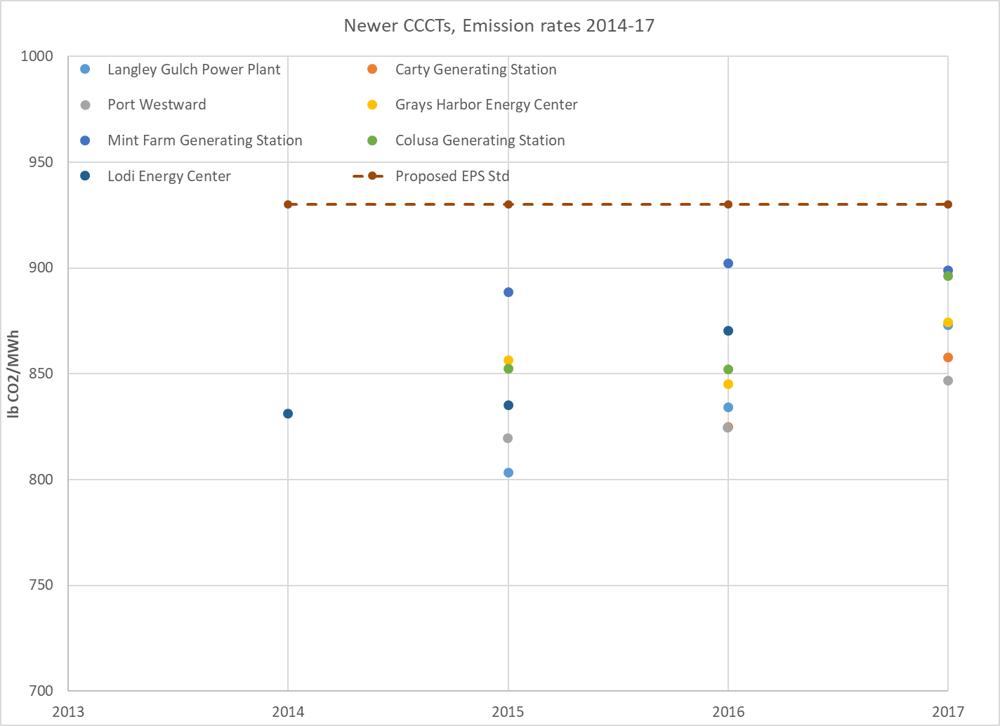 Newer CCCTs, Emission rates 2014-17
1000
Langley Gulch Power Plant
Carty Generating Station
Port Westward
Grays Harbor Energy Center
Mint Farm Generating Station
Colusa Generating Station
950
Lodi Energy Center
Proposed EPS Std
900
lb CO2/MWh
850
800
750
700
2013
2014
2015
2016
2017